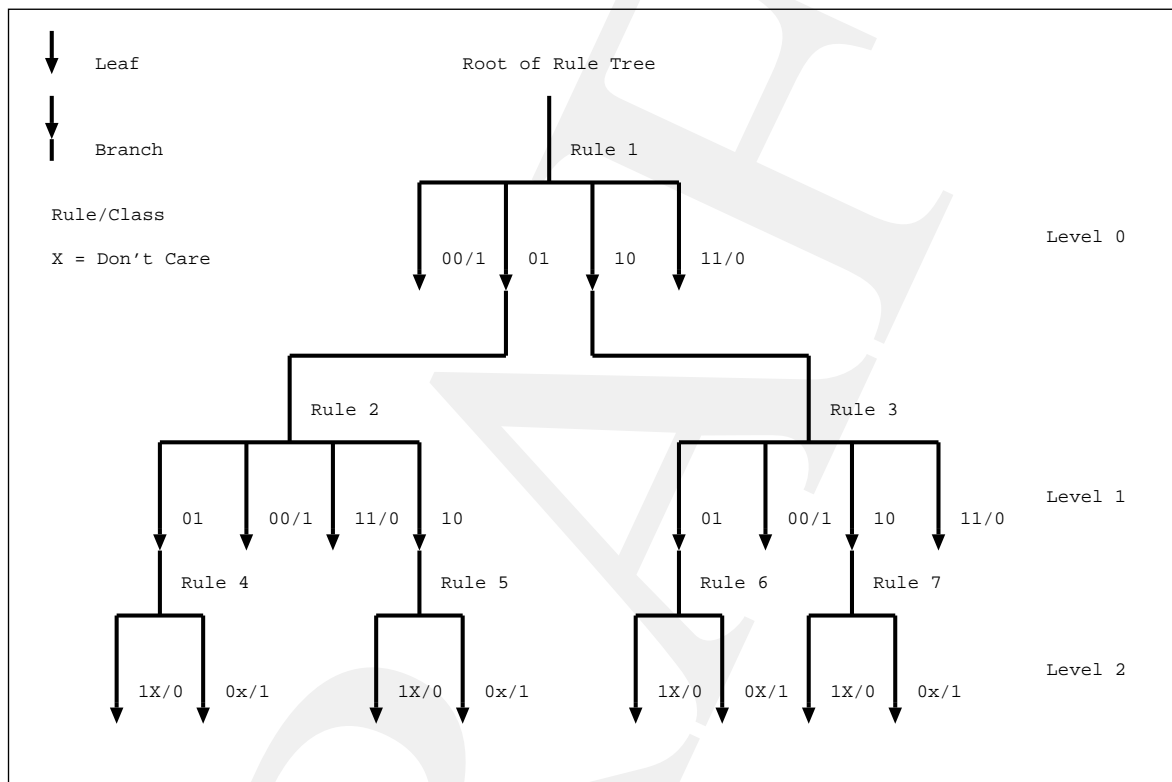 Leaf
Root of Rule Tree
Branch
Rule 1
Rule/Class
X = Don't Care
00/1 01 10 11/0
Level 0
Rule 2
Rule 3
01 00/1 11/0 10
01 00/1 10 11/0
Level 1
Rule 4
Rule 5
Rule 6
Rule 7
1X/0 0x/1
1X/0 0x/1
1X/0 0X/1
1X/0 0x/1
Level 2